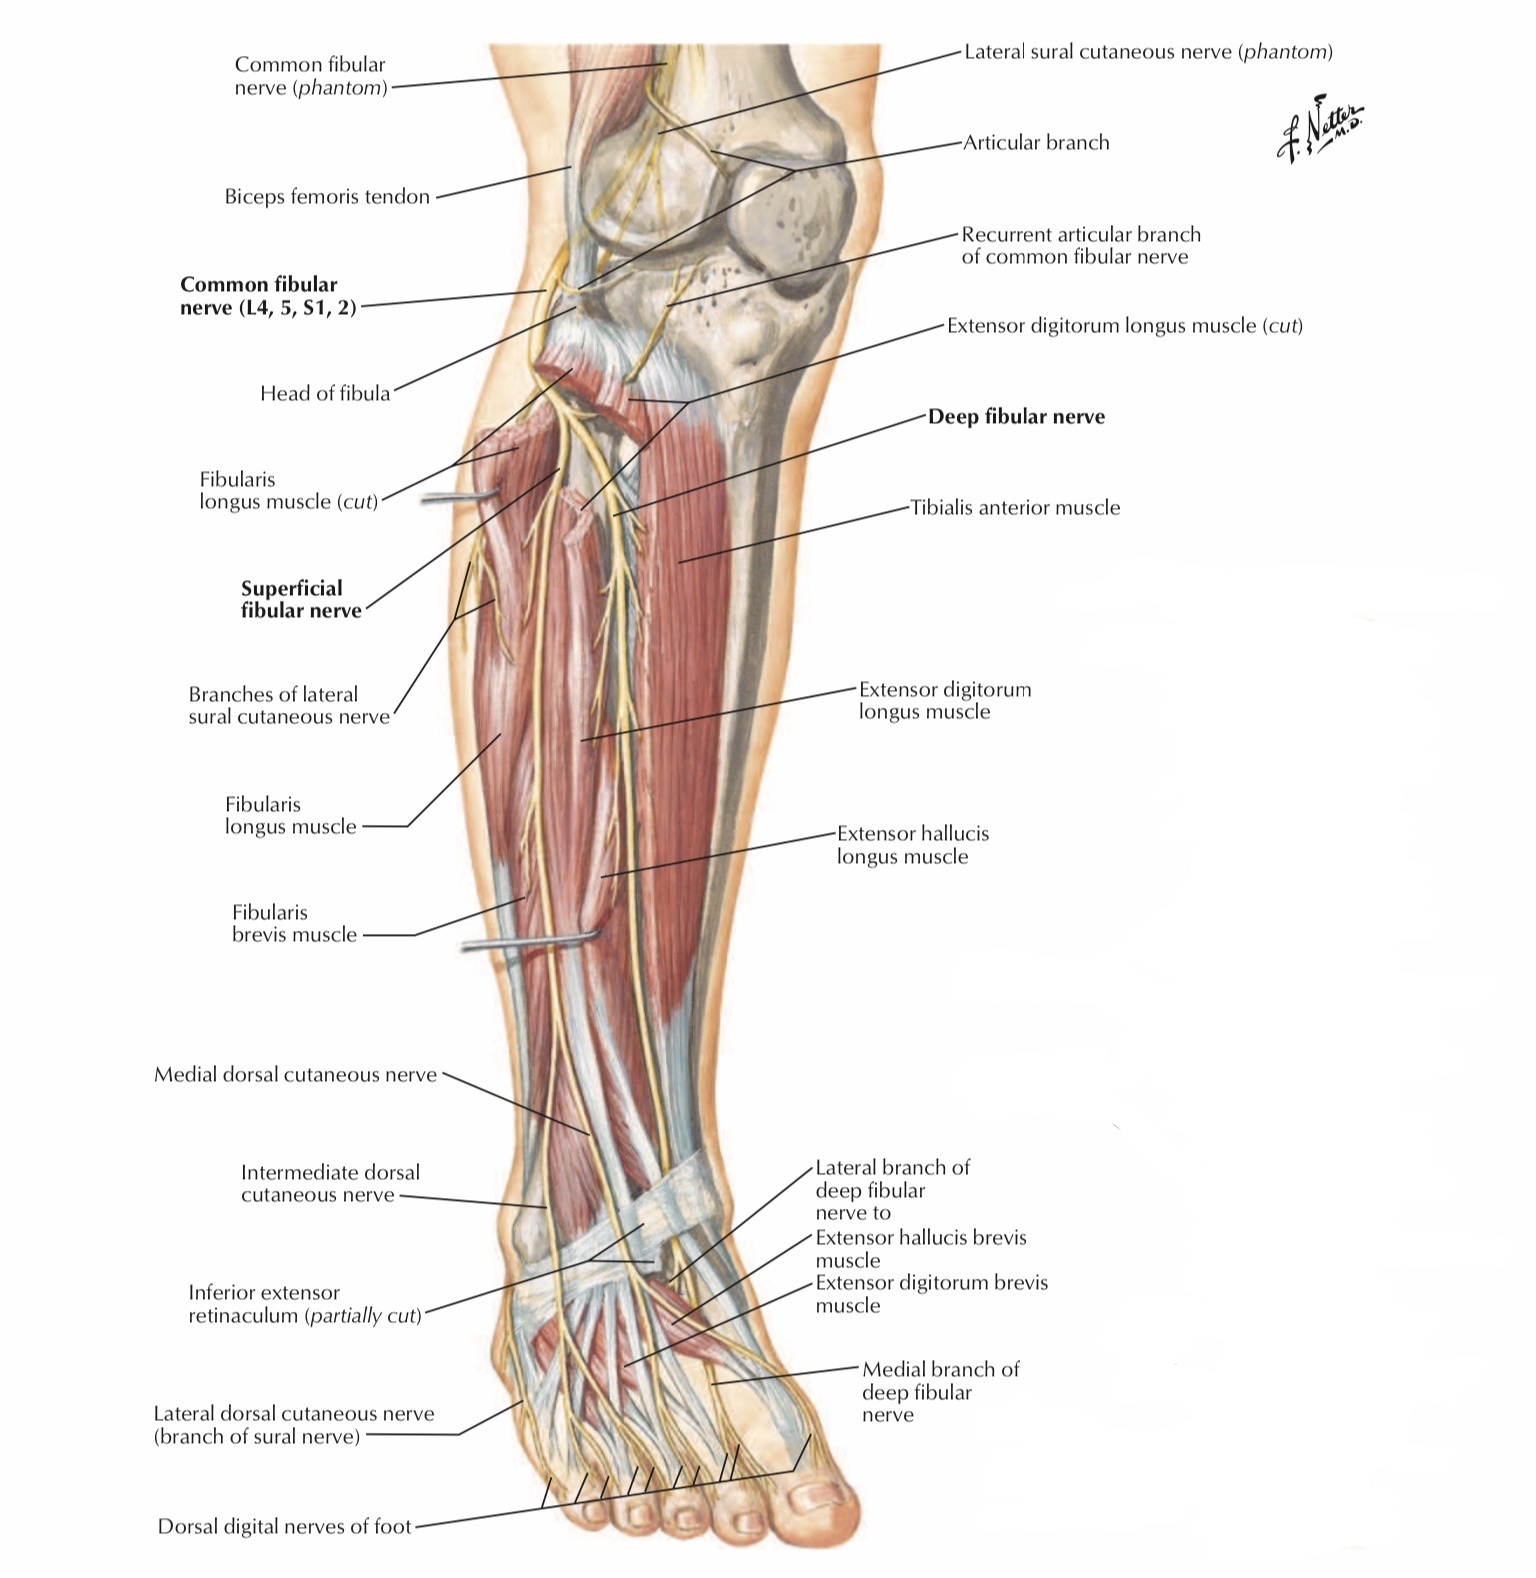 Common fibular
nerve (phantom)
Lateral sural cutaneous nerve (phantom)
F. Netter
M.D.
Articular branch
Biceps femoris tendon
Recurrent articular branch
of common fibular nerve
Common fibular
nerve (L4, 5, S1, 2)
Extensor digitorum longus muscle (cut)
Head of fibula
Deep fibular nerve
Fibularis
longus muscle (cut)
Tibialis anterior muscle
Superficial
fibular nerve
Branches of lateral
sural cutaneous nerve
Extensor digitorum
longus muscle
Fibularis
longus muscle
Extensor hallucis
longus muscle
Fibularis
brevis muscle
Medial dorsal cutaneous nerve
Intermediate dorsal
cutaneous nerve
Lateral branch of
deep fibular
nerve to
Extensor hallucis brevis
muscle
Extensor digitorum brevis
muscle
Inferior extensor
retinaculum (partially cut)
Medial branch of
deep fibular
nerve
Lateral dorsal cutaneous nerve
(branch of sural nerve)
Dorsal digital nerves of foot